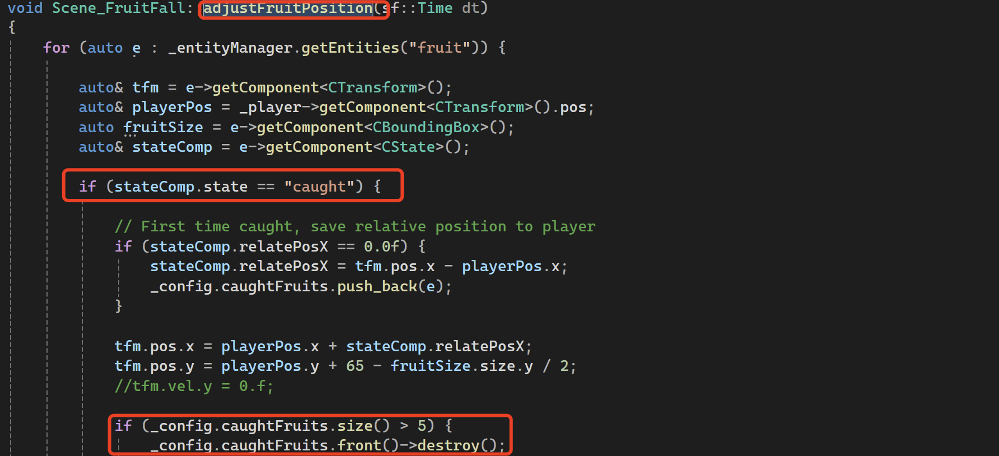 void Scene_FruitFall::adjustFruitPosition(sf::Time dt)
{
    for (auto e : _entityManager.getEntities("fruit")) {
        auto& tfm = e->getComponent<CTransform>();
        auto& playerPos = _player->getComponent<CTransform>().pos;
        auto fruitSize = e->getComponent<CBoundingBox>();
        auto& stateComp = e->getComponent<CState>();
        if (stateComp.state == "caught") {
            // First time caught, save relative position to player
            if (stateComp.relatePosX == 0.0f) {
                stateComp.relatePosX = tfm.pos.x - playerPos.x;
                _config.caughtFruits.push_back(e);
            }
            tfm.pos.x = playerPos.x + stateComp.relatePosX;
            tfm.pos.y = playerPos.y + 65 - fruitSize.size.y / 2;
            //tfm.vel.y = 0.f;
            if (_config.caughtFruits.size() > 5) {
                _config.caughtFruits.front()->destroy();